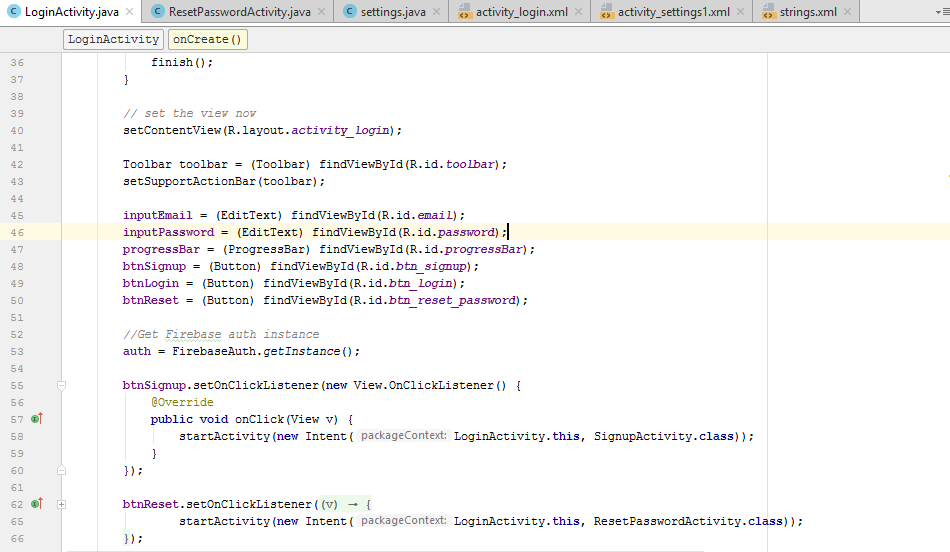 LoginActivity.java ResetPasswordActivity.java settings.java activity_login.xml activity_settings1.xml strings.xml
LoginActivity onCreate()
36 finish();
37 }
38
39 // set the view now
40 setContentView(R.layout.activity_login);
41
42 Toolbar toolbar = (Toolbar) findViewById(R.id.toolbar);
43 setSupportActionBar(toolbar);
44
45 inputEmail = (EditText) findViewById(R.id.email);
46 inputPassword = (EditText) findViewById(R.id.password);
47 progressBar = (ProgressBar) findViewById(R.id.progressBar);
48 btnSignup = (Button) findViewById(R.id.btn_signup);
49 btnLogin = (Button) findViewById(R.id.btn_login);
50 btnReset = (Button) findViewById(R.id.btn_reset_password);
51
52 //Get Firebase auth instance
53 auth = FirebaseAuth.getInstance();
54
55 btnSignup.setOnClickListener(new View.OnClickListener() {
56 @Override
57 public void onClick(View v) {
58 startActivity(new Intent( packageContext: LoginActivity.this, SignupActivity.class));
59 }
60 });
61
62 btnReset.setOnClickListener((v) → {
65 startActivity(new Intent( packageContext: LoginActivity.this, ResetPasswordActivity.class));
66 });